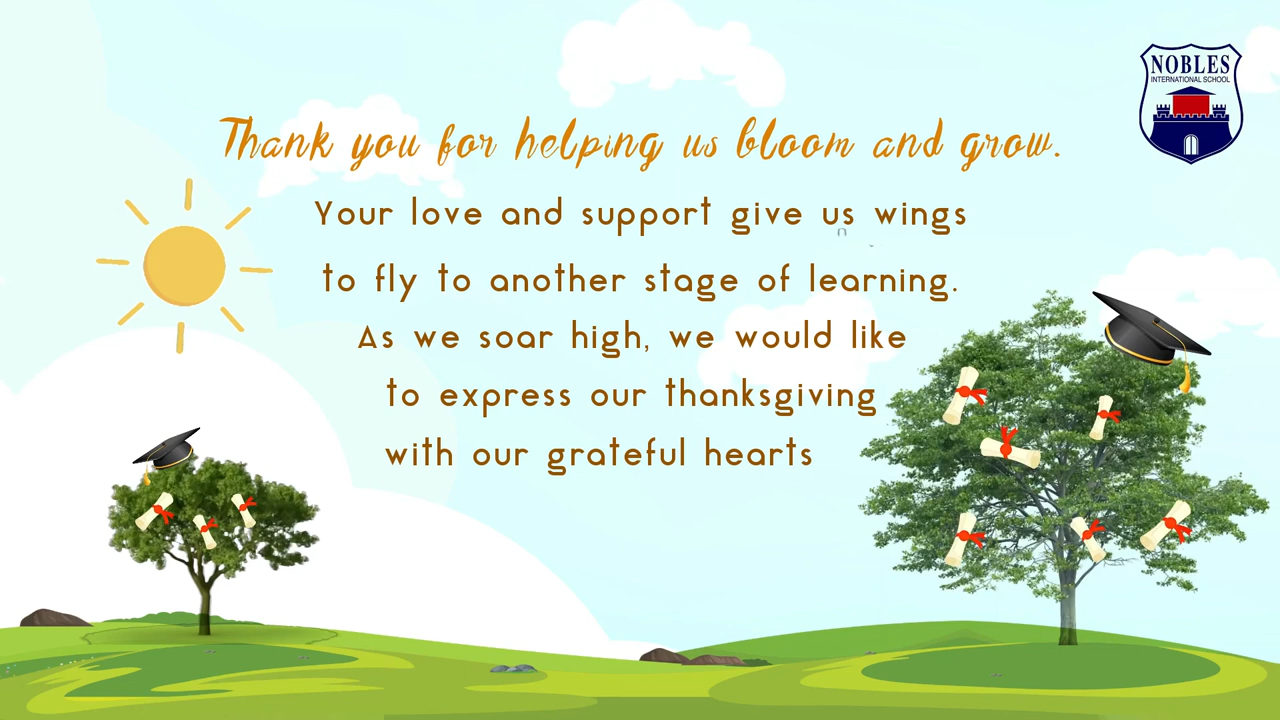 NOBLES
INTERNATIONAL SCHOOL
Thank you for helping us bloom and grow.
Your love and support give us wings
to fly to another stage of learning.
As we soar high, we would like
to express our thanksgiving
with our grateful hearts